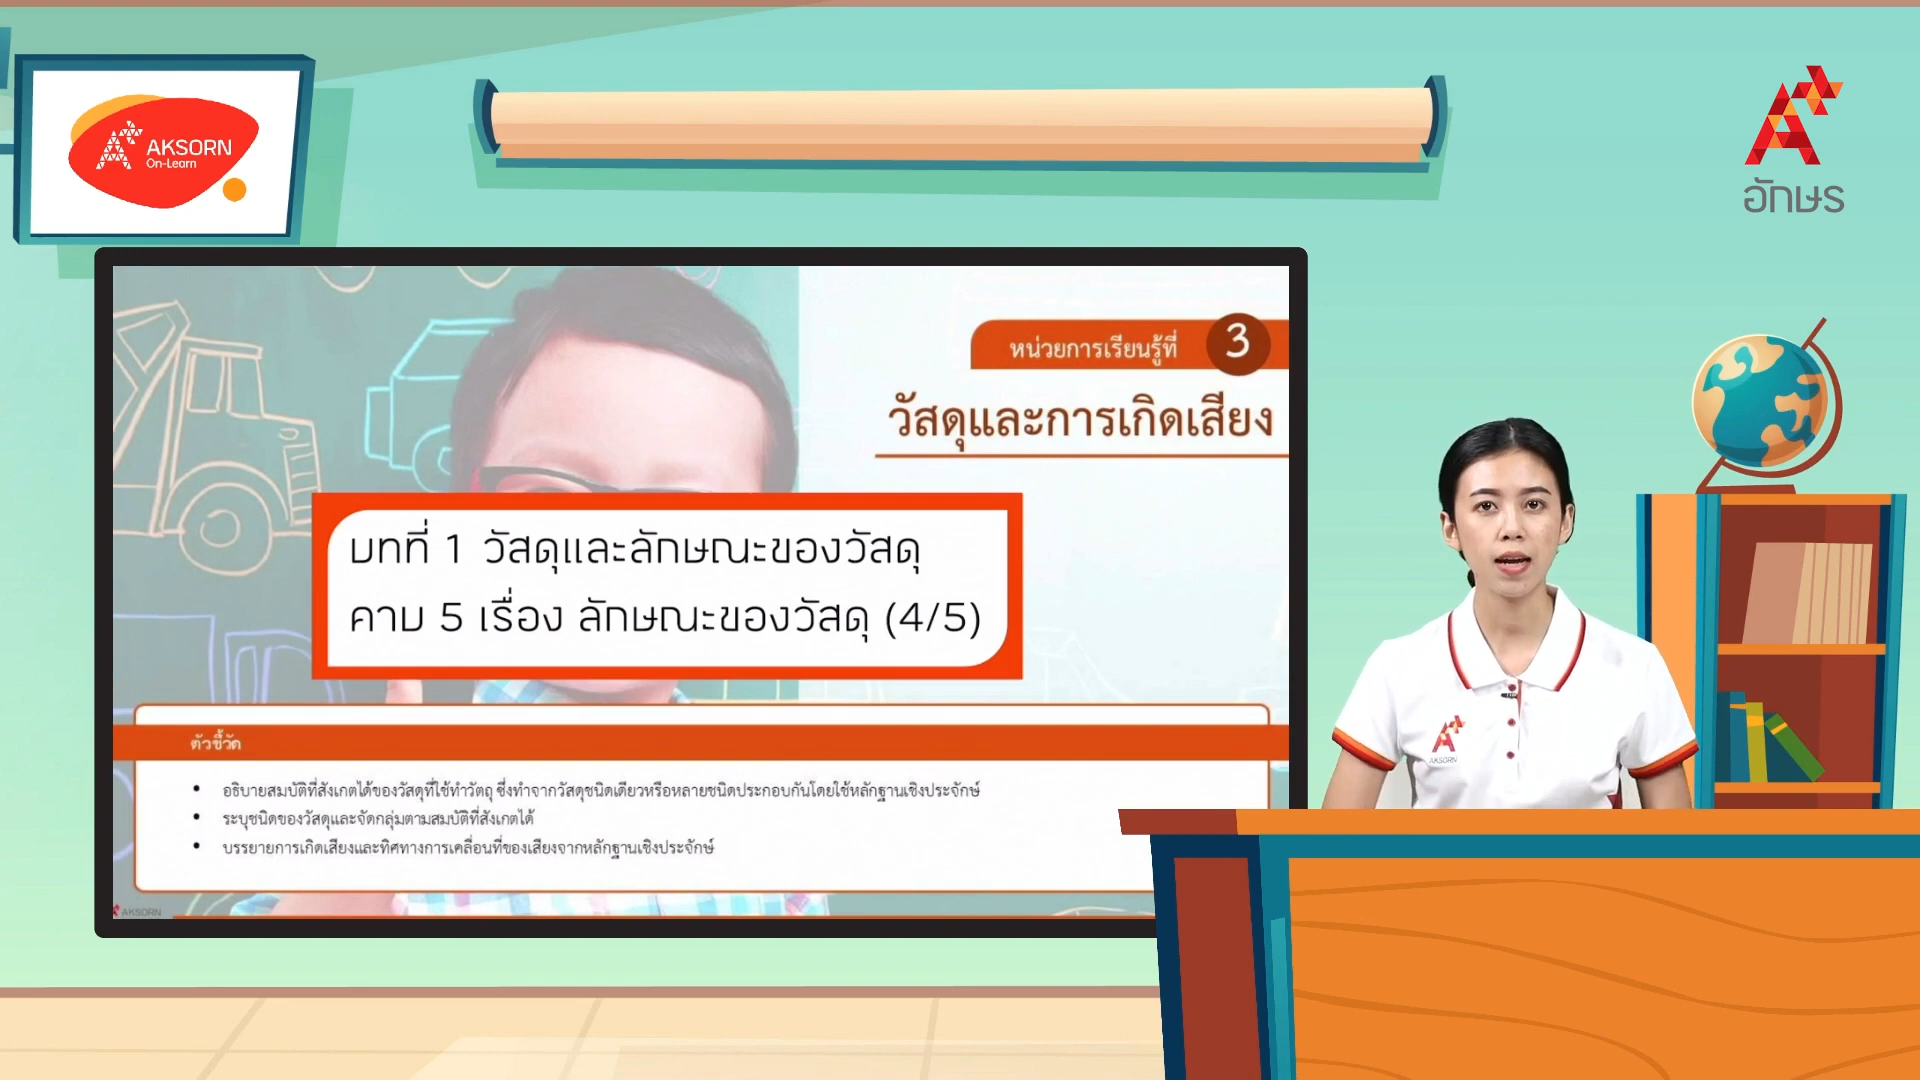 AKSORN
On-Learn
อักษร
หน่วยการเรียนรู้ที่ 3
วัสดุและการเกิดเสียง
บทที่ 1 วัสดุและลักษณะของวัสดุ
คาบ 5 เรื่อง ลักษณะของวัสดุ (4/5)
ตัวชี้วัด
• อธิบายสมบัติที่สังเกตได้ของวัสดุที่ใช้ทำวัตถุ ซึ่งทำจากวัสดุชนิดเดียวหรือหลายชนิดประกอบกันโดยใช้หลักฐานเชิงประจักษ์
• ระบุชนิดของวัสดุและจัดกลุ่มตามสมบัติที่สังเกตได้
• บรรยายการเกิดเสียงและทิศทางการเคลื่อนที่ของเสียงจากหลักฐานเชิงประจักษ์
AKSORN
AKSORN